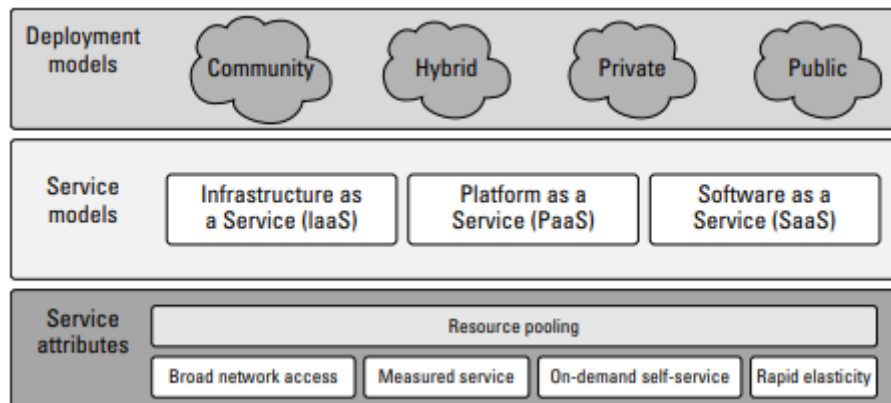 Deployment
models
Community
Hybrid
Private
Public
Service
models
Infrastructure as
a Service (IaaS)
Platform as a
Service (PaaS)
Software as a
Service (SaaS)
Service
attributes
Resource pooling
Broad network access
Measured service
On-demand self-service
Rapid elasticity